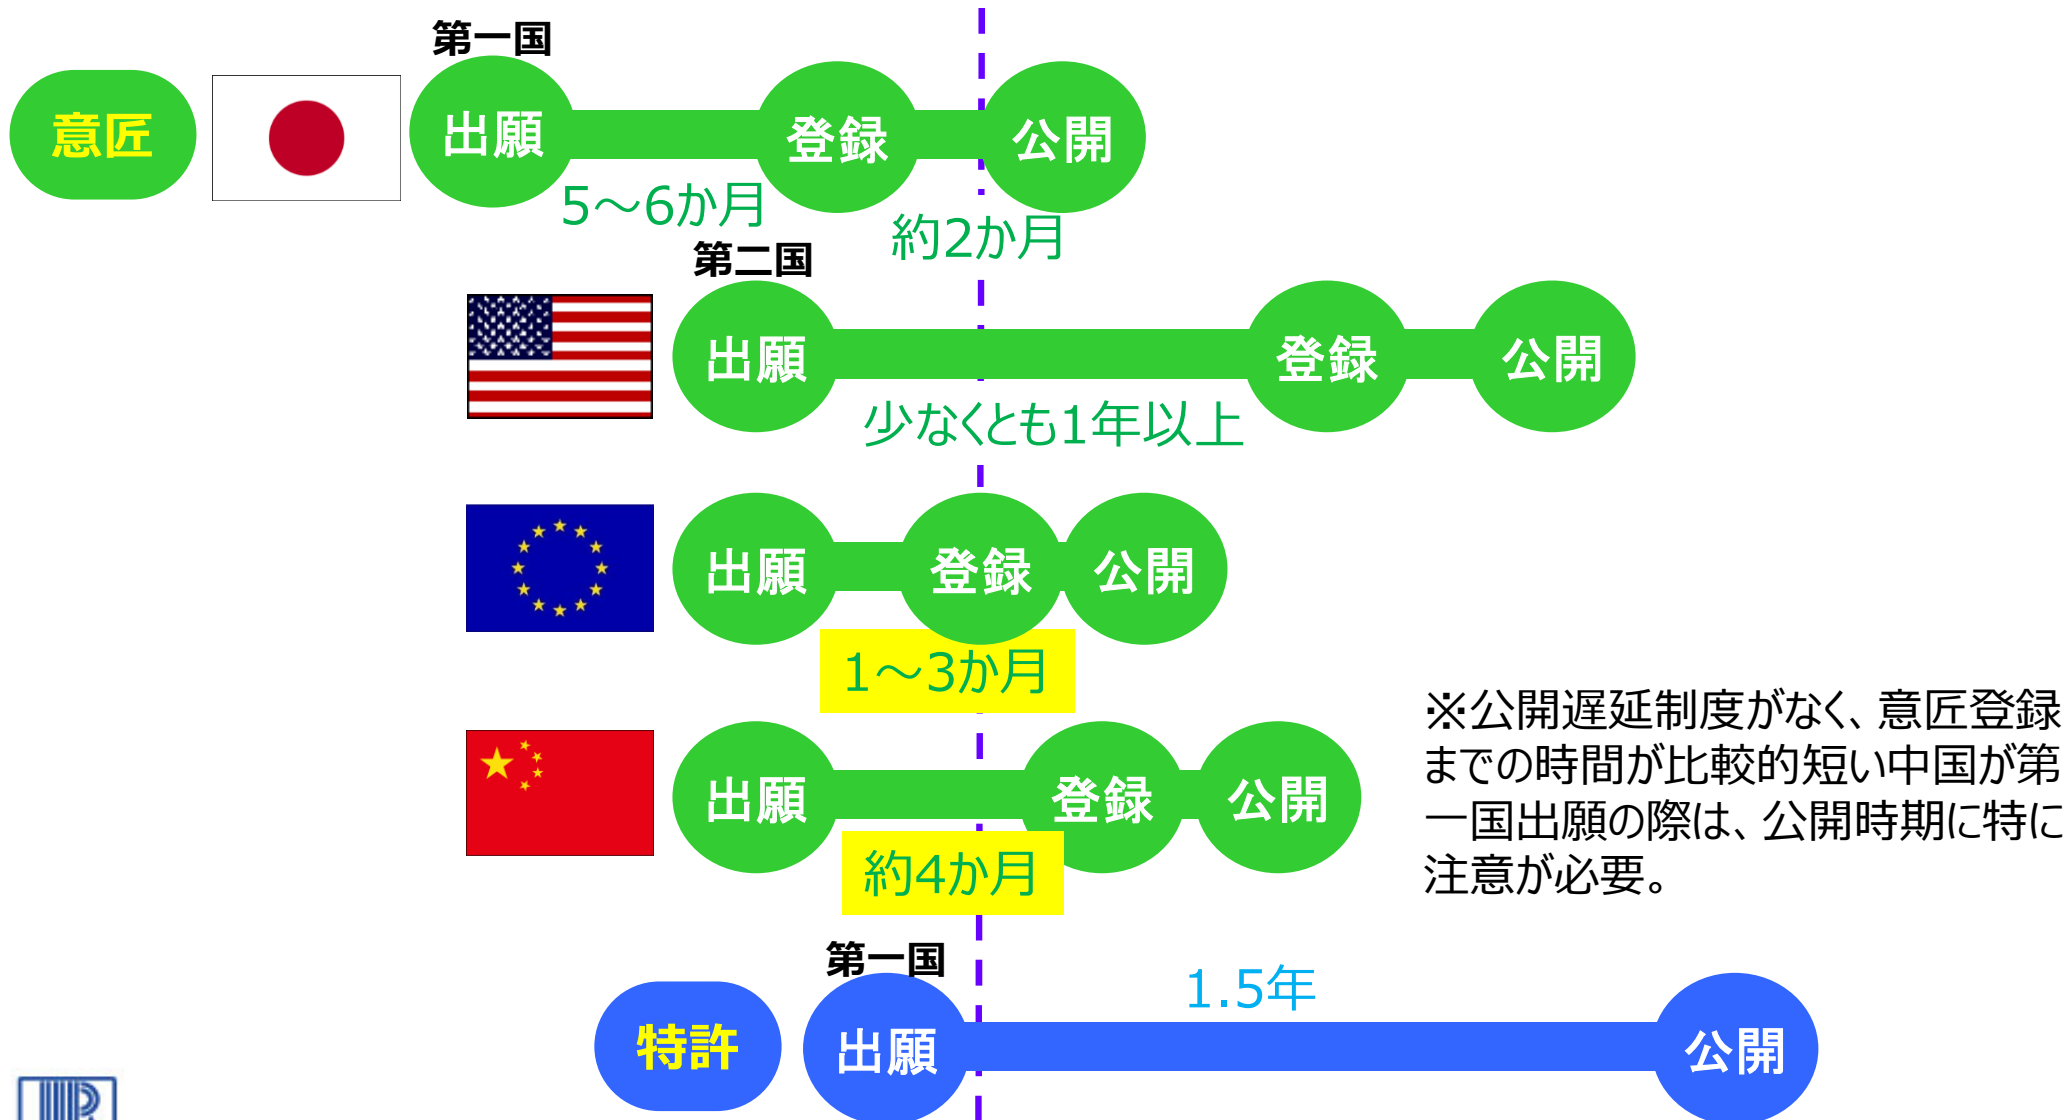 第一国
意匠
出願
登録
公開
5～6か月
約2か月
第二国
出願
登録
公開
少なくとも1年以上
出願
登録
公開
1～3か月
出願
登録
公開
約4か月
※公開遅延制度がなく、意匠登録
までの時間が比較的短い中国が第
一国出願の際は、公開時期に特に
注意が必要。
第一国
1.5年
特許
出願
公開